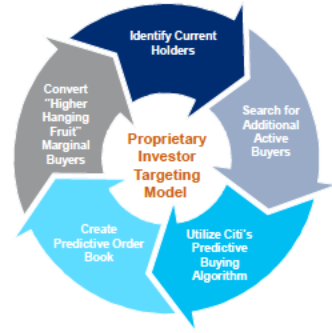 Identify Current
Holders
Search for
Additional
Active
Buyers
Utilize Citi's
Predictive
Buying
Algorithm
Create
Predictive Order
Book
Convert
"Higher
Hanging
Fruit"
Marginal
Buyers
Proprietary
Investor
Targeting
Model